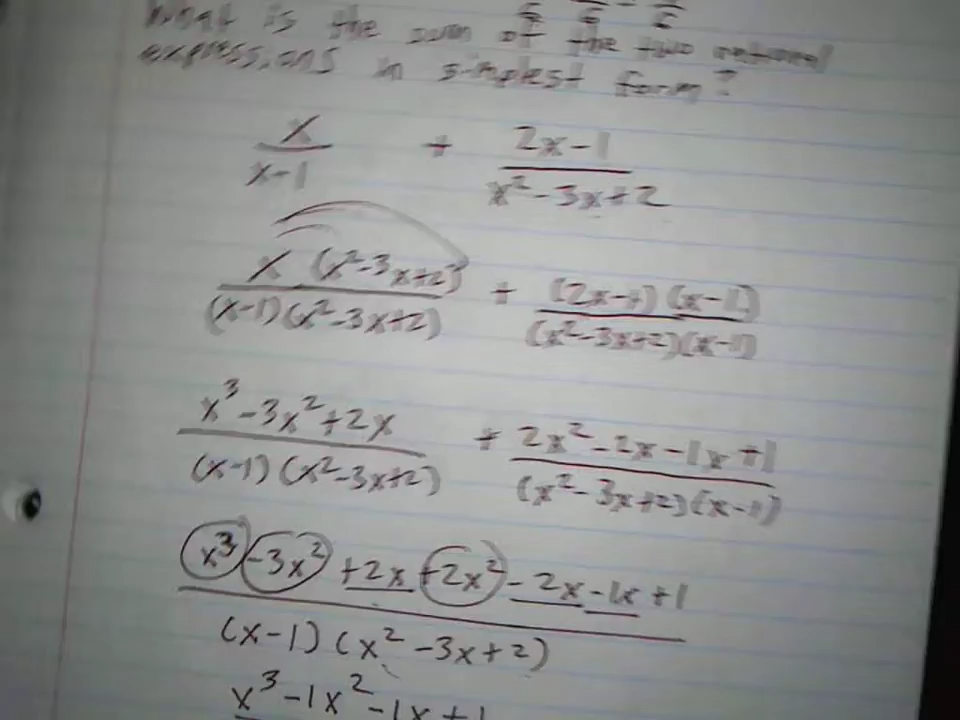 What is the sum of the two rational
expressions in simplest form?
x/(x-1) + (2x-1)/(x²-3x+2)
x(x²-3x+2)/(x-1)(x²-3x+2) + (2x-1)(x-1)/(x²-3x+2)(x-1)
x³-3x²+2x/(x-1)(x²-3x+2) + 2x²-2x-1x+1/(x²-3x+2)(x-1)
x³-3x²+2x+2x²-2x-1x+1/(x-1)(x²-3x+2)
x³-1x²-1x+1